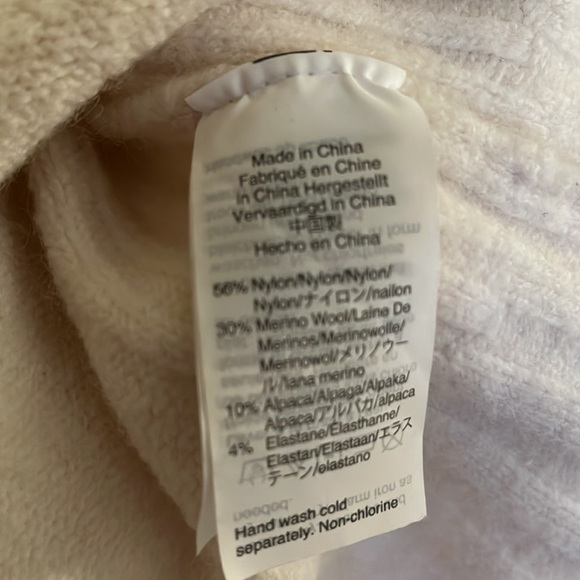 Made in China
Fabriqué en Chine
in China Hergestellt
Vervaardigd in China
中国製
Hecho en China
56% Nylon/Nylon/Nylon/
Nylon/ナイロン/nailon
30% Merino Wool/Laine De
Merinos/Merinowolle/
Merinowol/メリノウー
ル/lana merino
10% Alpaca/Alpaga/Alpaka/
Alpaca/アルパカ/alpaca
4% Elastane/Élasthanne/
Elastan/Elastaan/エラス
テーン/elastano
Hand wash cold
separately. Non-chlorine